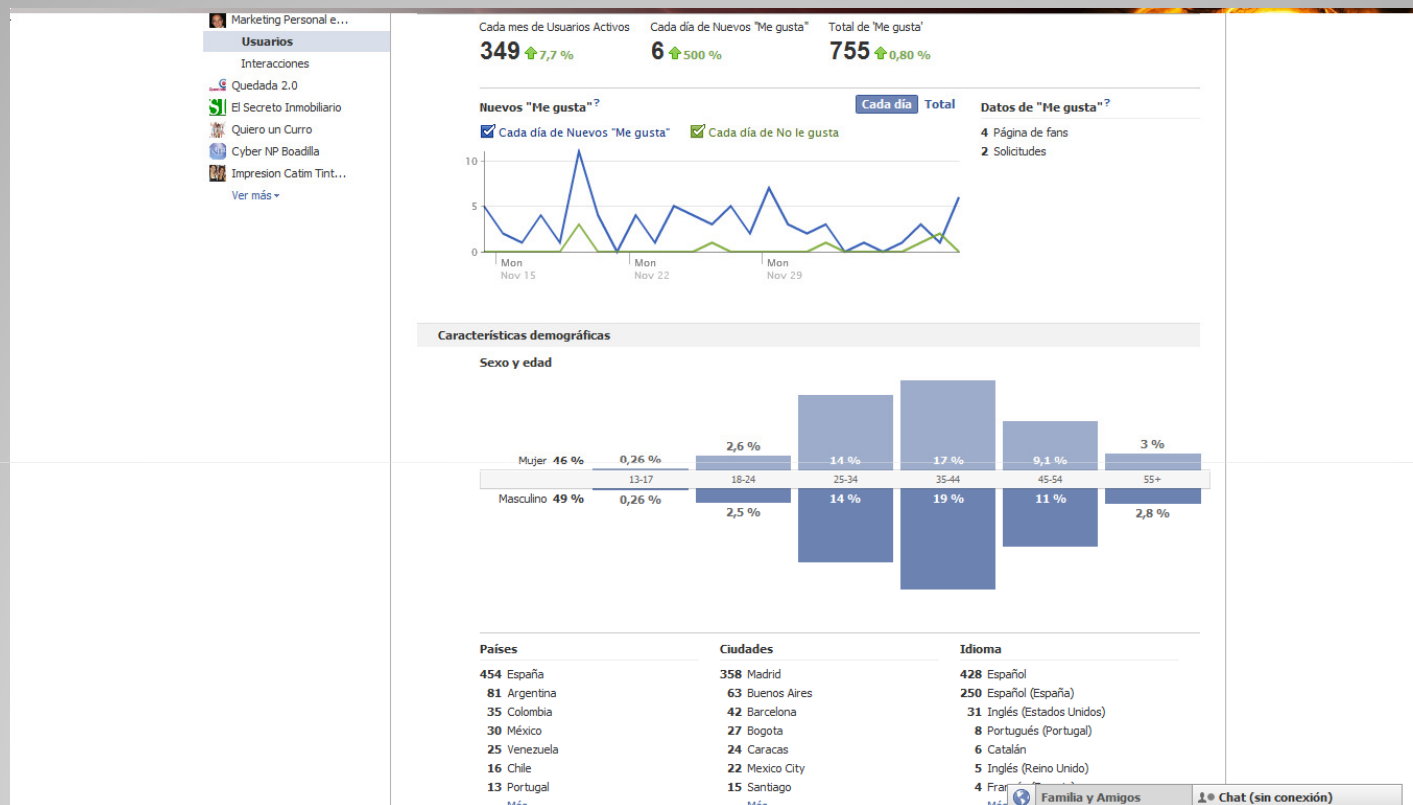 Marketing Personal e...
Usuarios
Interacciones
Quedada 2.0
El Secreto Inmobiliario
Quiero un Curro
Cyber NP Boadilla
Impresion Catim Tint...
Ver más
Cada mes de Usuarios Activos Cada día de Nuevos "Me gusta" Total de 'Me gusta'
349 7,7 % 6 500 % 755 0,80 %
Nuevos "Me gusta"? Cada día Total
Cada día de Nuevos "Me gusta" Cada día de No le gusta
10
5
0
Mon Mon Mon
Nov 15 Nov 22 Nov 29
Datos de "Me gusta"?
4 Página de fans
2 Solicitudes
Características demográficas
Sexo y edad
Mujer 46 % 0,26 % 2,6 % 14 % 17 % 9,1 % 3 %
13-17 18-24 25-34 35-44 45-54 55+
Masculino 49 % 0,26 % 2,5 % 14 % 19 % 11 % 2,8 %
Países
454 España
81 Argentina
35 Colombia
30 México
25 Venezuela
16 Chile
13 Portugal
Más
Ciudades
358 Madrid
63 Buenos Aires
42 Barcelona
27 Bogota
24 Caracas
22 Mexico City
15 Santiago
Más
Idioma
428 Español
250 Español (España)
31 Inglés (Estados Unidos)
8 Portugués (Portugal)
6 Catalán
5 Inglés (Reino Unido)
4
Más
Familia y Amigos
Chat (sin conexión)